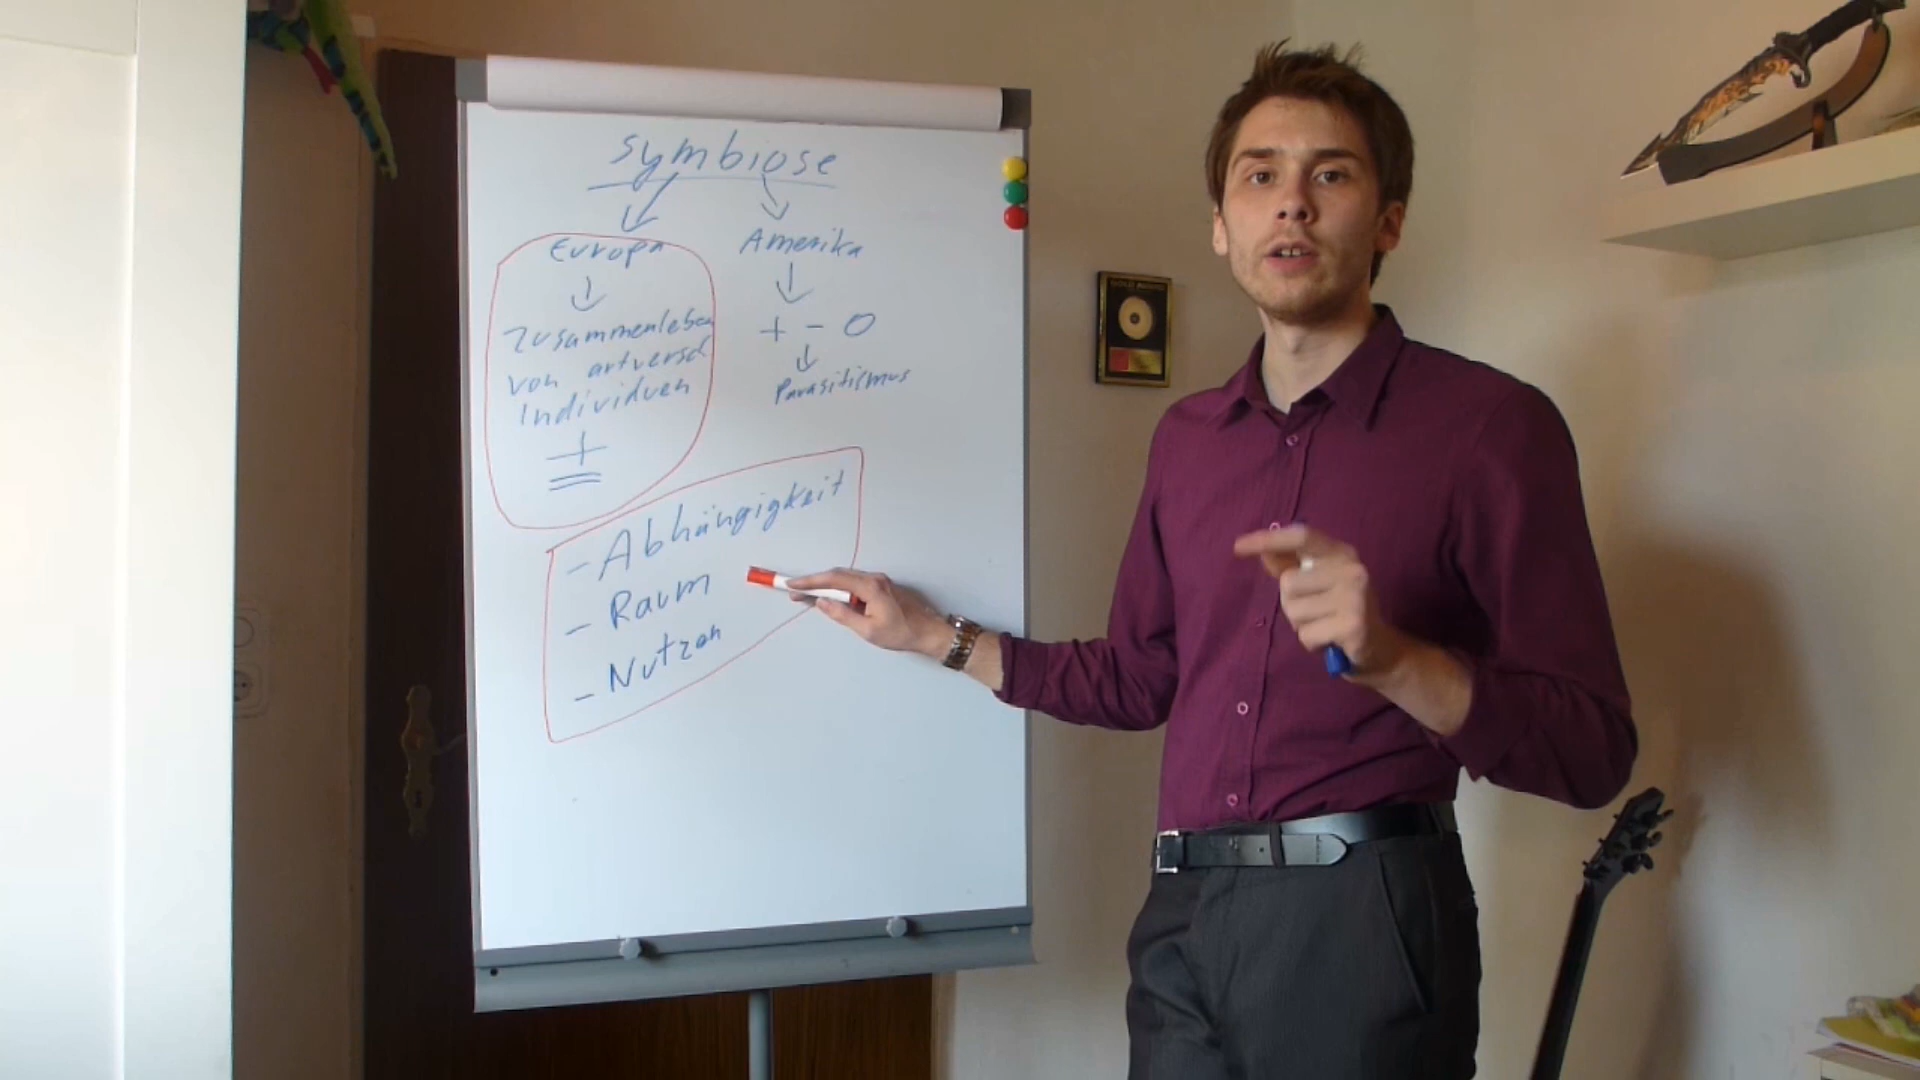 symbiose
Europa
Amerika
Zusammenleben
von artversch
Individuen
+
+ - 0
Parasitismus
- Abhängigkeit
- Raum
- Nutzen